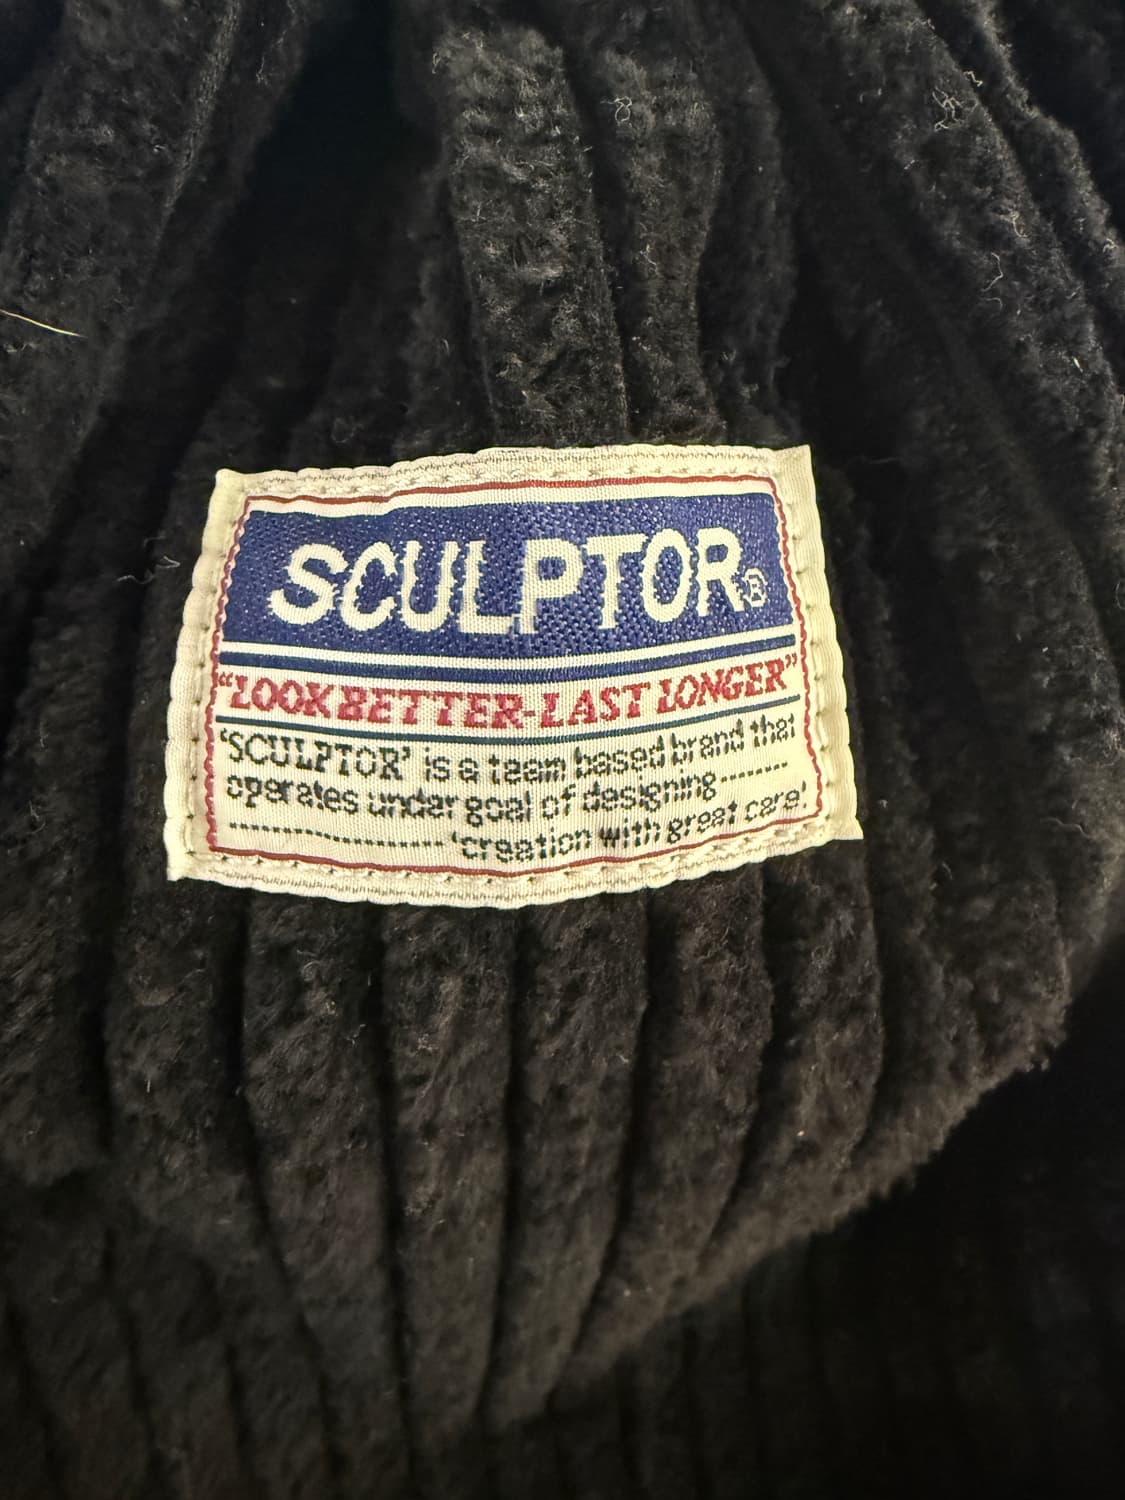 SCULPTOR®
“LOOK BETTER-LAST LONGER”
‘SCULPTOR’ is a team based brand that
operates under goal of designing--------
--------------------‘creation with great care’